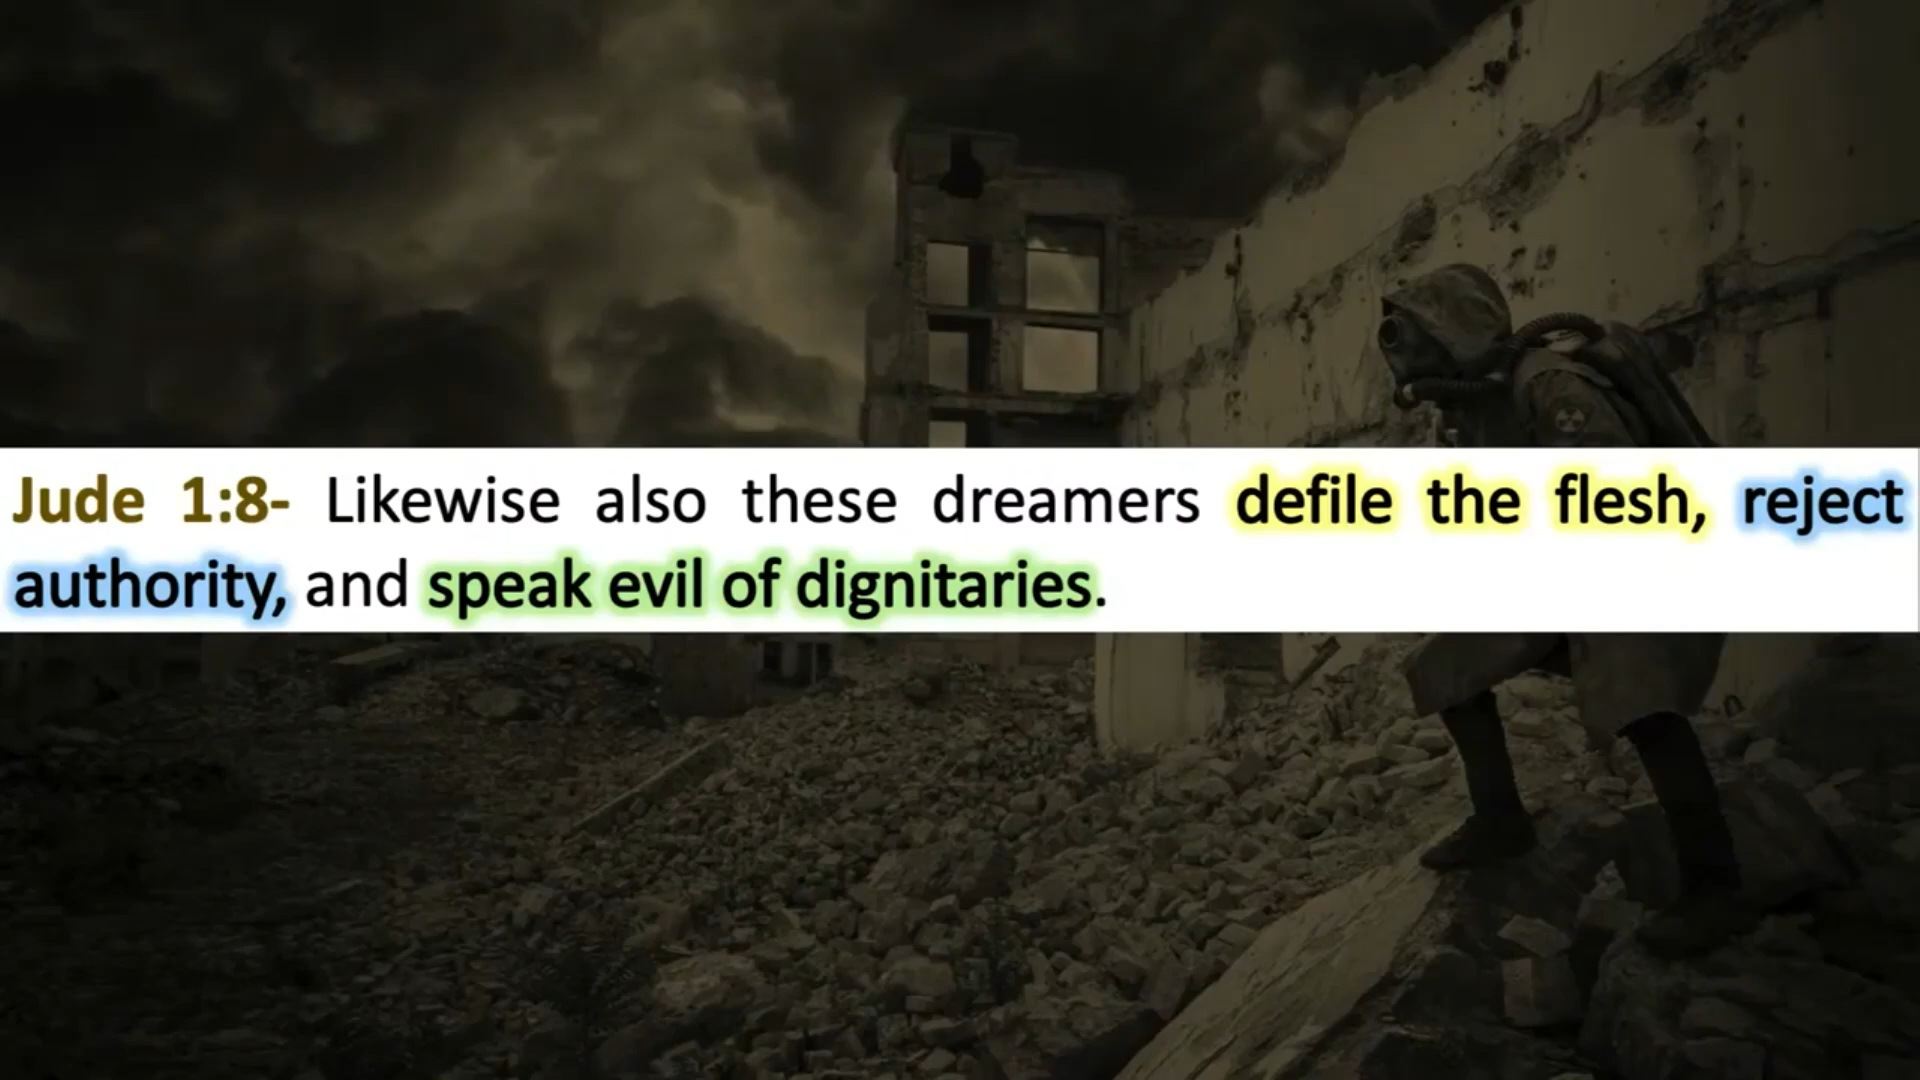 Jude 1:8- Likewise also these dreamers defile the flesh, reject
authority, and speak evil of dignitaries.